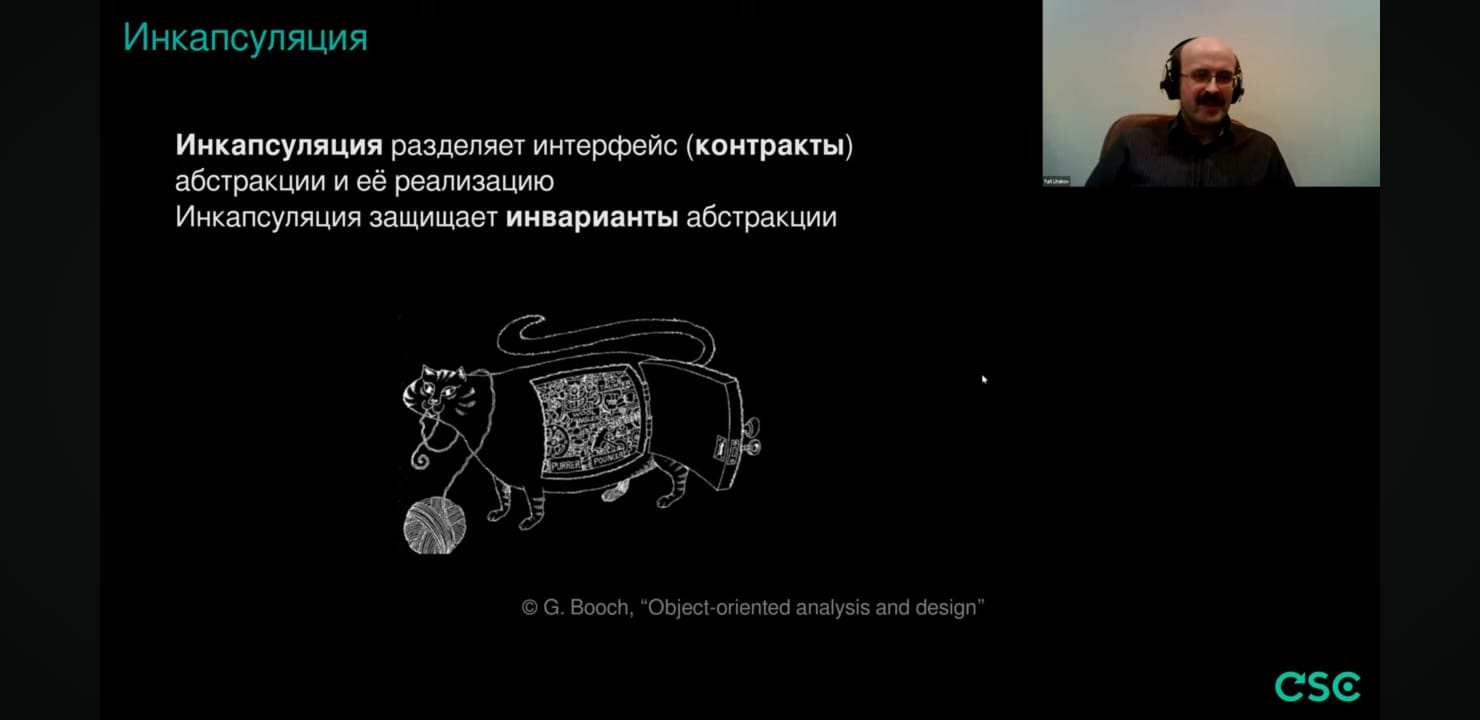 Инкапсуляция
Инкапсуляция разделяет интерфейс (контракты)
абстракции и её реализацию
Инкапсуляция защищает инварианты абстракции
PURRER POUNCER
© G. Booch, “Object-oriented analysis and design”
CSC